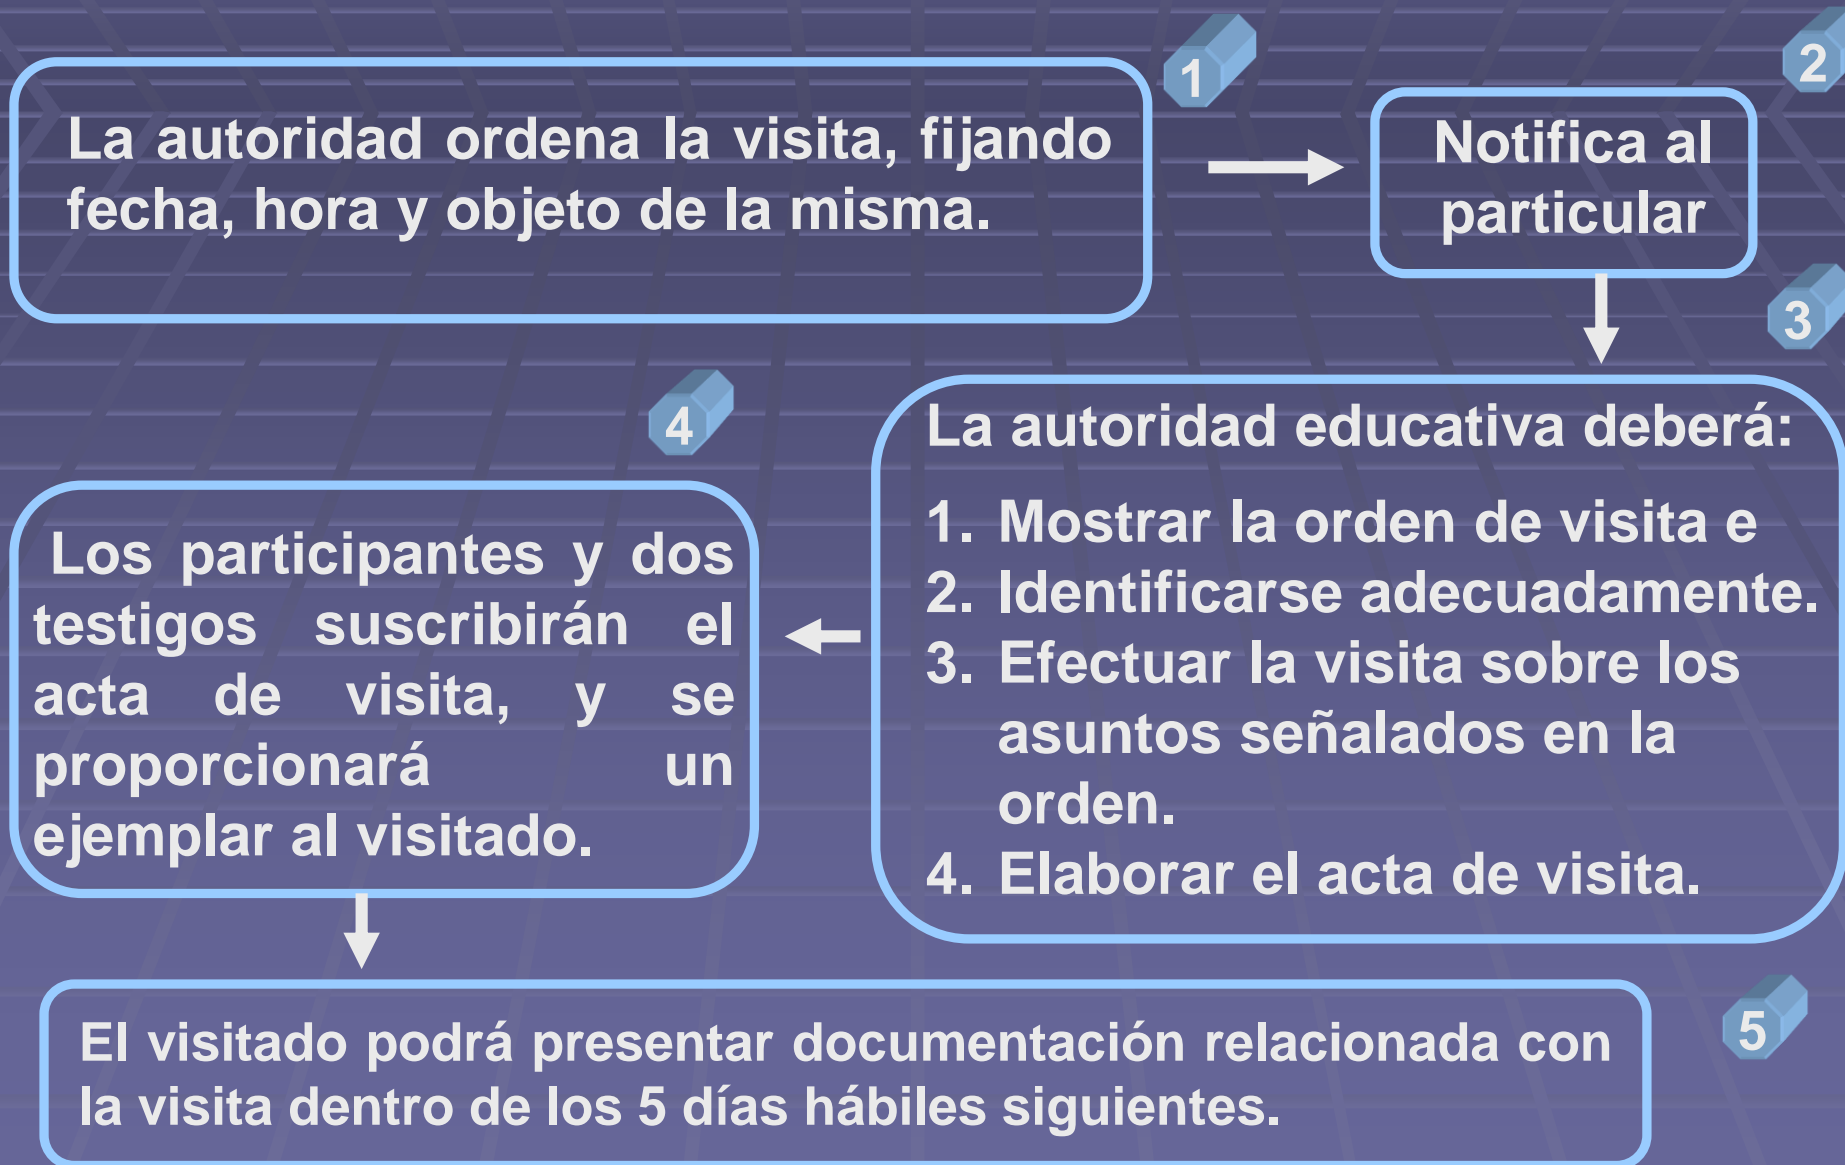 1
La autoridad ordena la visita, fijando
fecha, hora y objeto de la misma.
2
Notifica al
particular
3
La autoridad educativa deberá:
1. Mostrar la orden de visita e
2. Identificarse adecuadamente.
3. Efectuar la visita sobre los
asuntos señalados en la
orden.
4. Elaborar el acta de visita.
4
Los participantes y dos
testigos suscribirán el
acta de visita, y se
proporcionará un
ejemplar al visitado.
5
El visitado podrá presentar documentación relacionada con
la visita dentro de los 5 días hábiles siguientes.